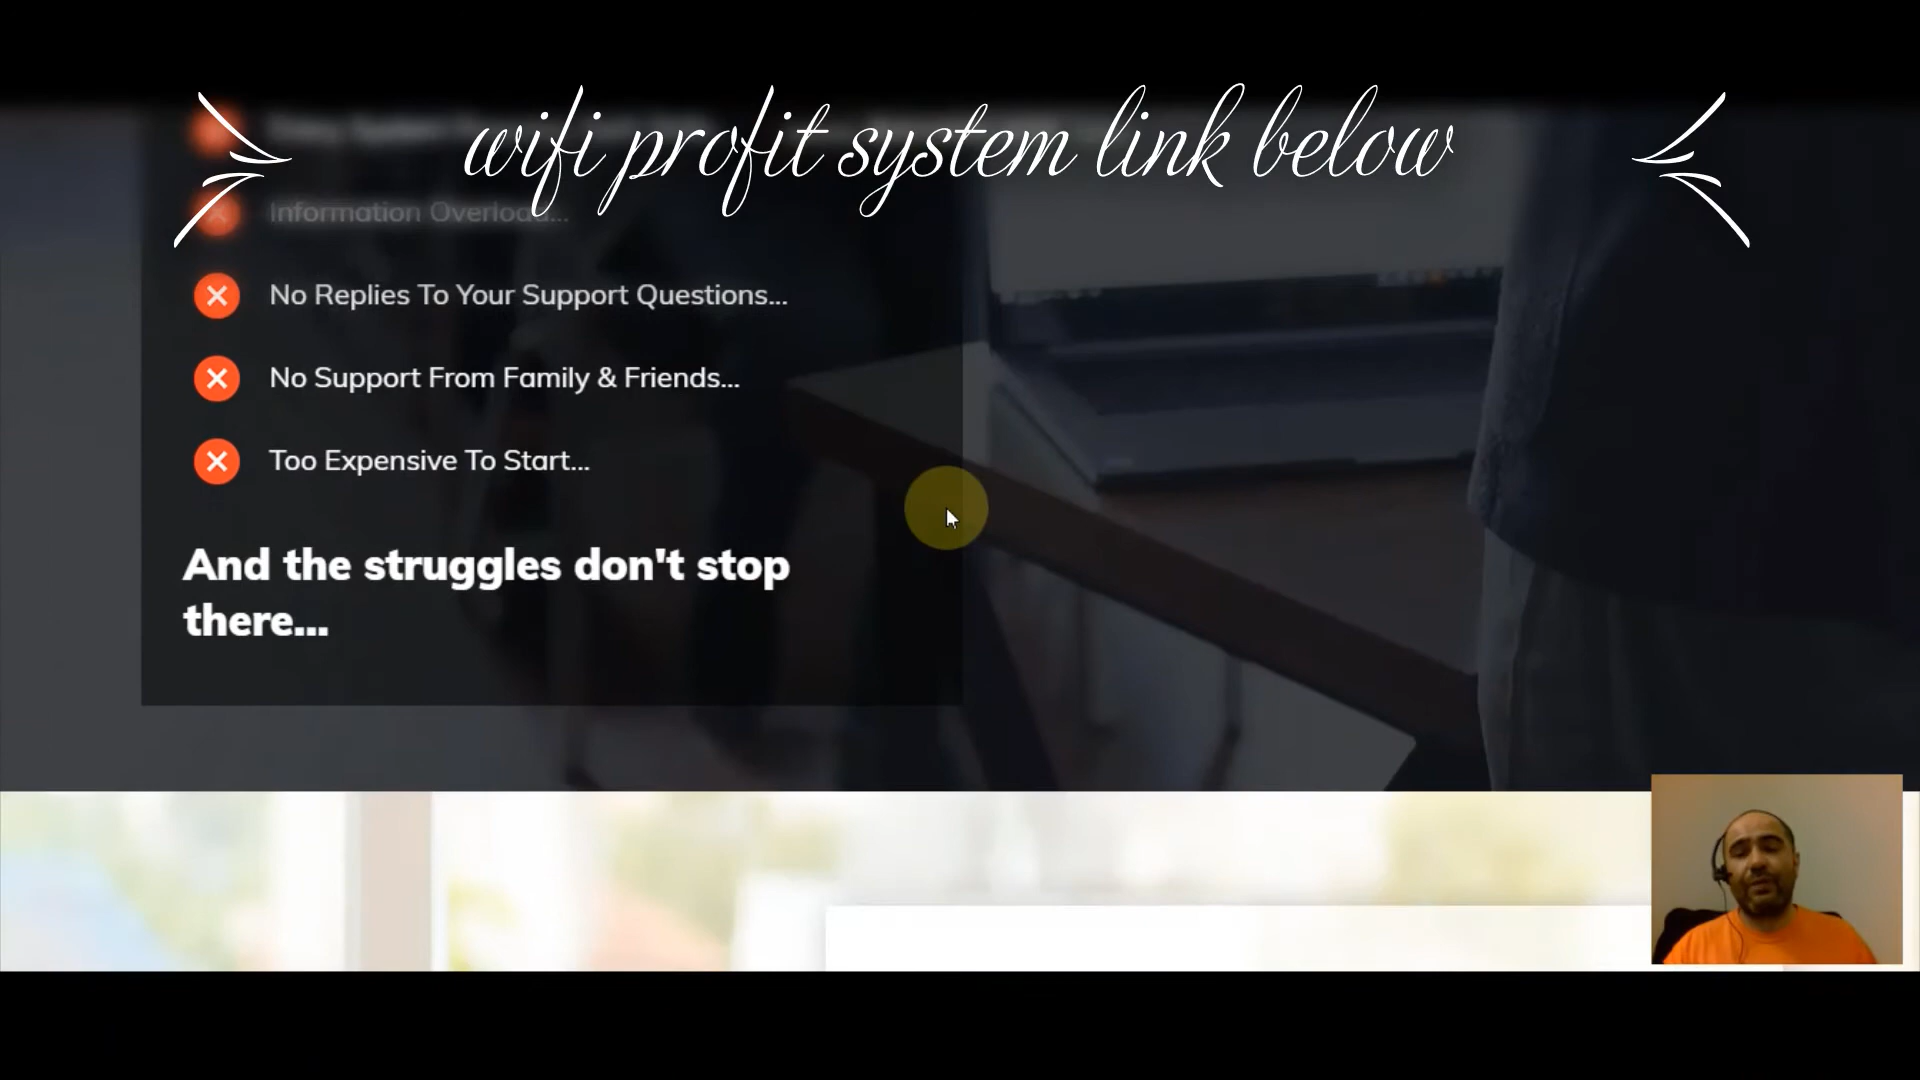 wifi profit system link below
Information Overload...
No Replies To Your Support Questions...
No Support From Family & Friends...
Too Expensive To Start...
And the struggles don't stop
there...